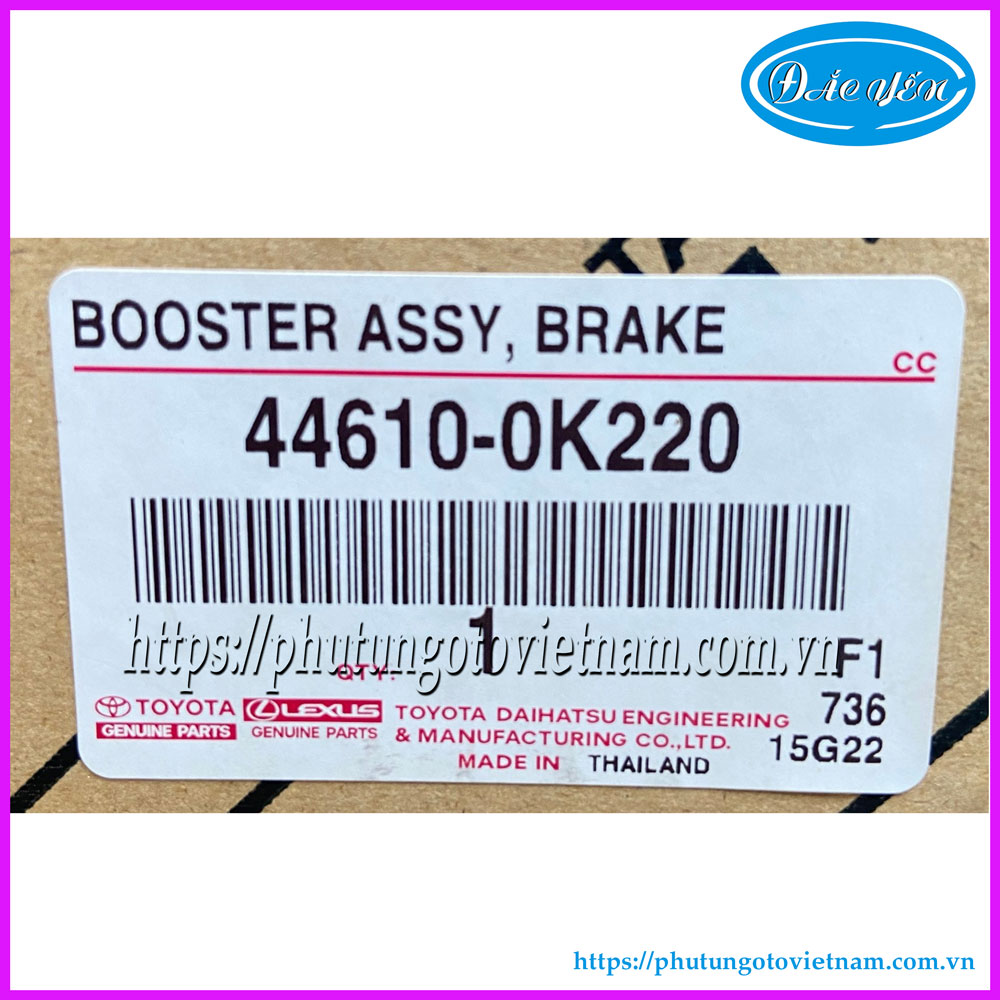 ĐẮC YẾN
BOOSTER ASSY, BRAKE
CC
44610-0K220
1
https://phutungotovietnam.com.vn
QTY:
F1
TOYOTA
GENUINE PARTS
LEXUS
GENUINE PARTS
TOYOTA DAIHATSU ENGINEERING
& MANUFACTURING CO.,LTD.
MADE IN THAILAND
736
15G22
https://phutungotovietnam.com.vn